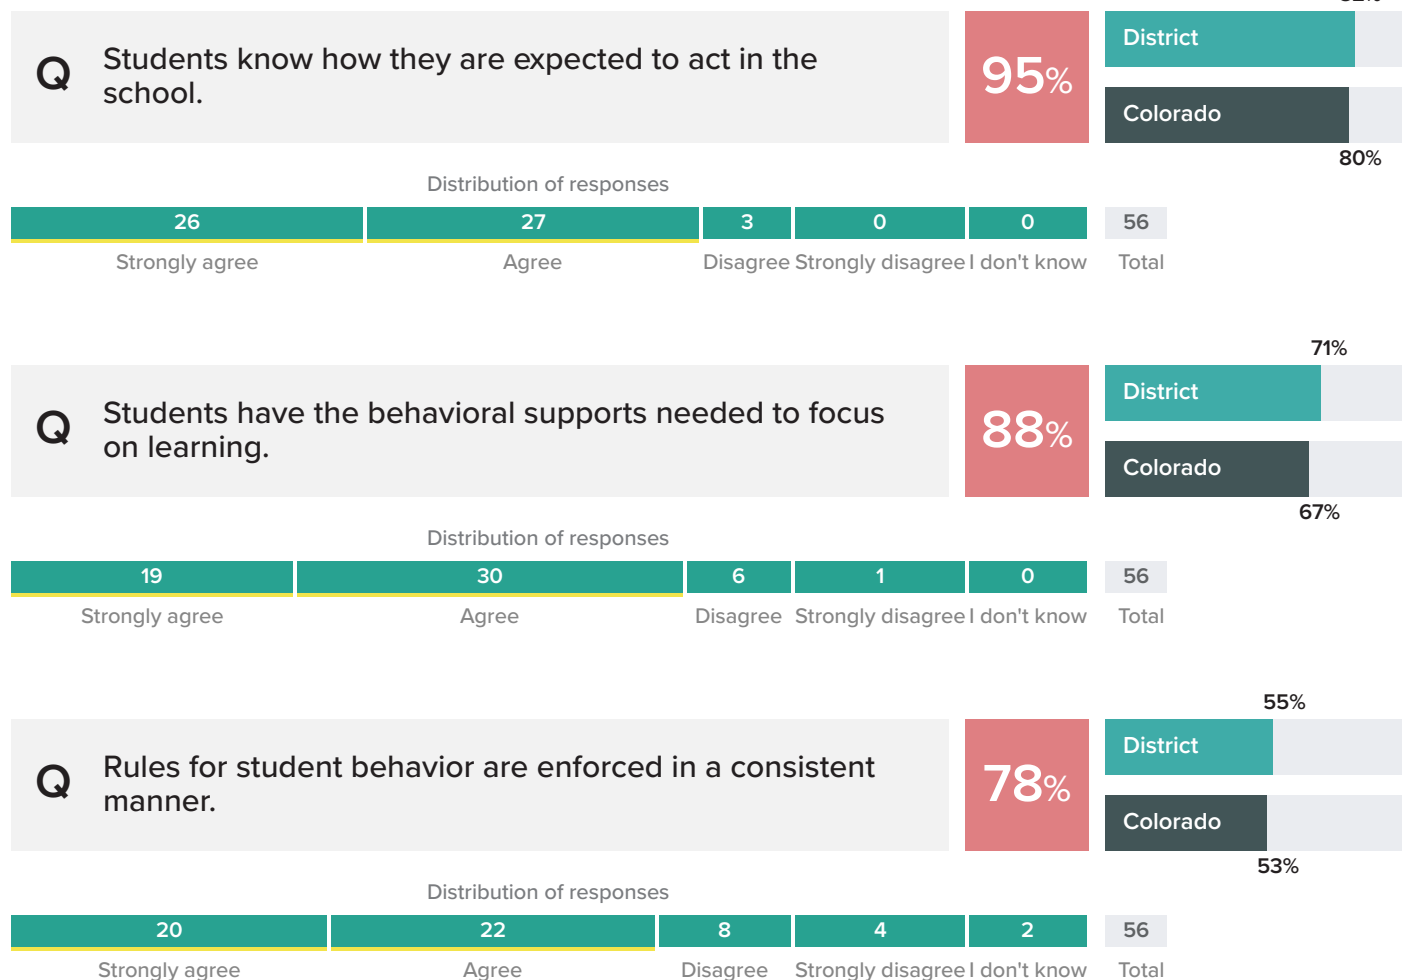 District
Q
Students know how they are expected to act in the
school.
95%
Colorado
80%
Distribution of responses
26 27 3 0 0 56
Strongly agree Agree Disagree Strongly disagree I don't know Total
71%
District
Q
Students have the behavioral supports needed to focus
on learning.
88%
Colorado
67%
Distribution of responses
19 30 6 1 0 56
Strongly agree Agree Disagree Strongly disagree I don't know Total
55%
District
Q
Rules for student behavior are enforced in a consistent
manner.
78%
Colorado
53%
Distribution of responses
20 22 8 4 2 56
Strongly agree Agree Disagree Strongly disagree I don't know Total